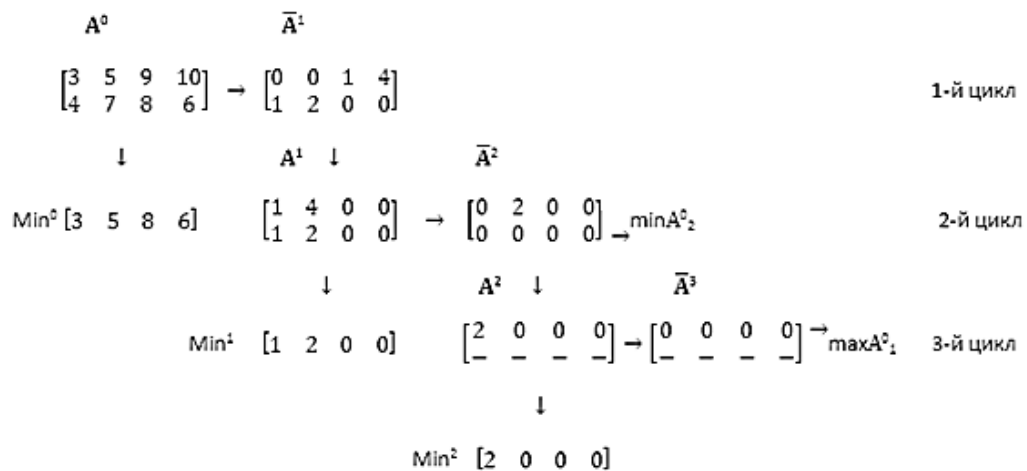 A⁰ A̅¹
[3 5 9 10 → [0 0 1 4
4 7 8 6] 1 2 0 0] 1-й цикл
↓ A¹ ↓ A̅²
Min⁰ [3 5 8 6] [1 4 0 0 → [0 2 0 0
1 2 0 0] 0 0 0 0] → minA⁰₂ 2-й цикл
↓ A² ↓ A̅³
Min¹ [1 2 0 0] [2 0 0 0 → [0 0 0 0 →
– – – –] – – – –] maxA⁰₁ 3-й цикл
↓
Min² [2 0 0 0]